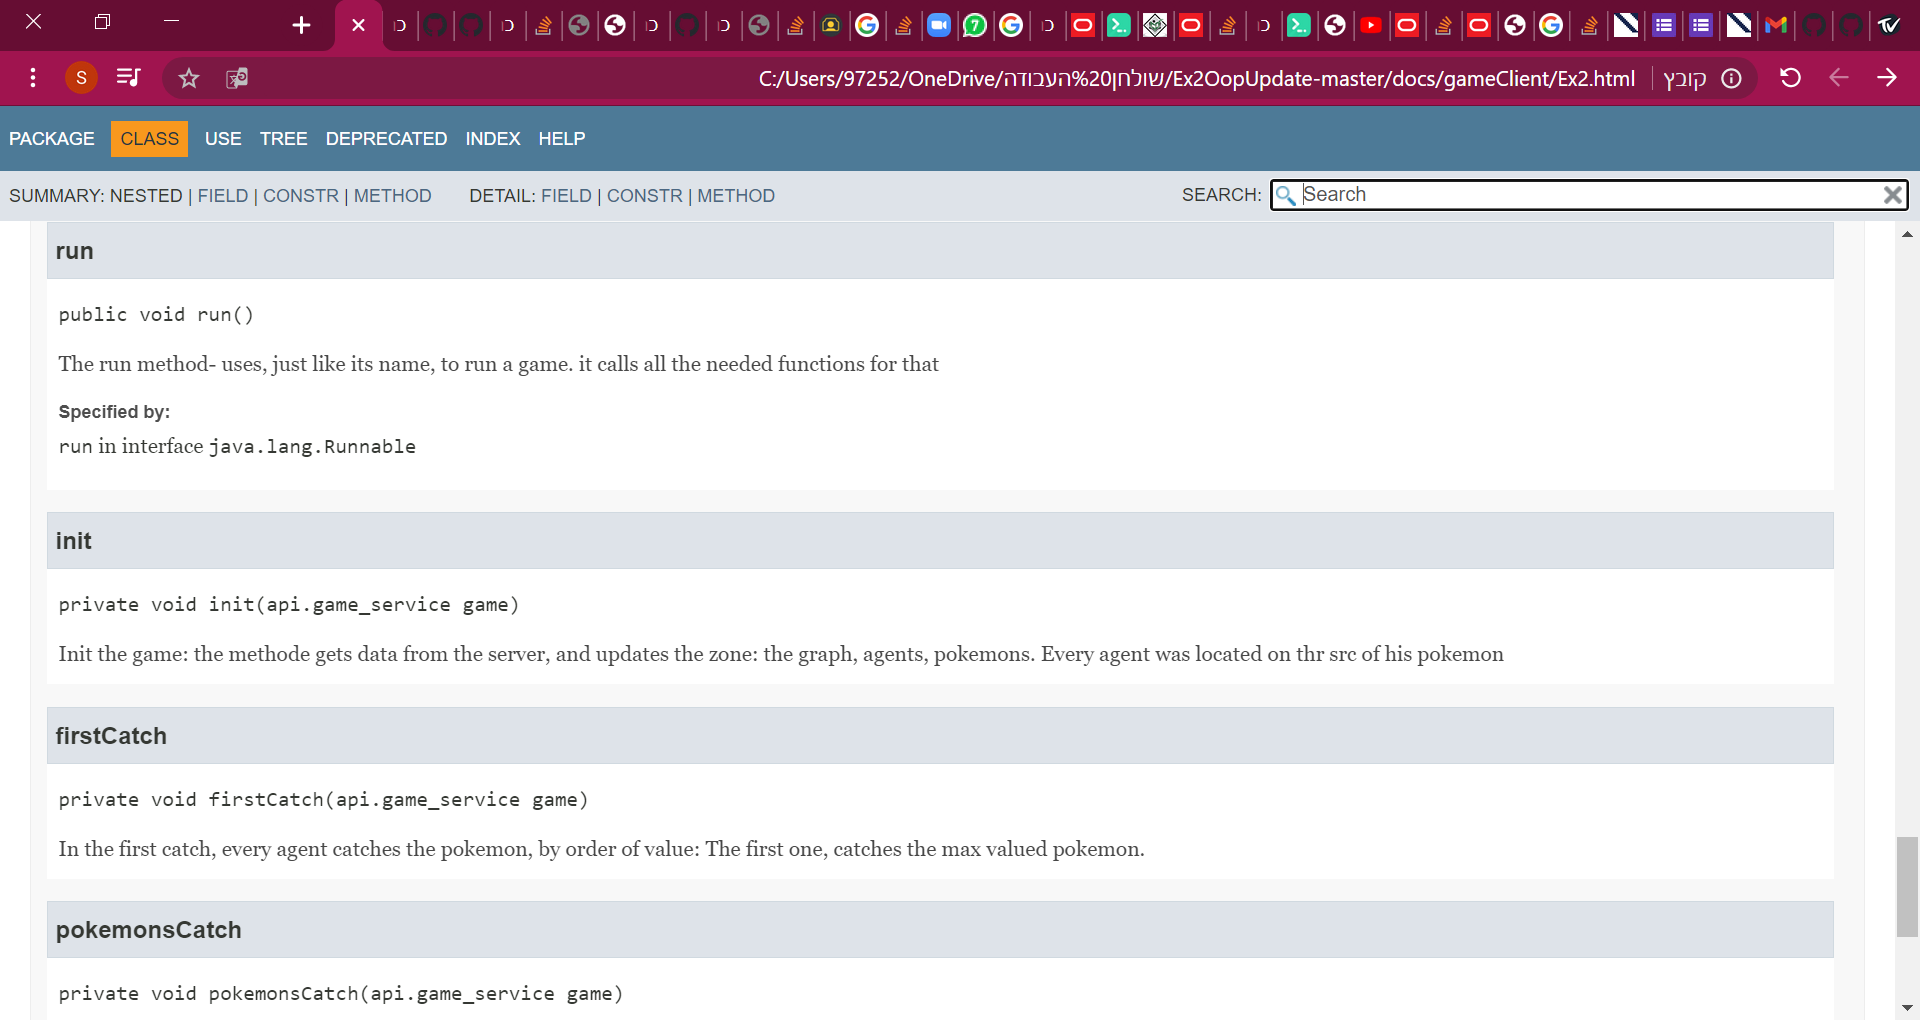 S
C:/Users/97252/OneDrive/שולחן%20העבודה/Ex2OopUpdate-master/docs/gameClient/Ex2.html
קובץ
PACKAGE CLASS USE TREE DEPRECATED INDEX HELP
SUMMARY: NESTED | FIELD | CONSTR | METHOD DETAIL: FIELD | CONSTR | METHOD SEARCH: Search
run
public void run()
The run method- uses, just like its name, to run a game. it calls all the needed functions for that
Specified by:
run in interface java.lang.Runnable
init
private void init(api.game_service game)
Init the game: the methode gets data from the server, and updates the zone: the graph, agents, pokemons. Every agent was located on thr src of his pokemon
firstCatch
private void firstCatch(api.game_service game)
In the first catch, every agent catches the pokemon, by order of value: The first one, catches the max valued pokemon.
pokemonsCatch
private void pokemonsCatch(api.game_service game)